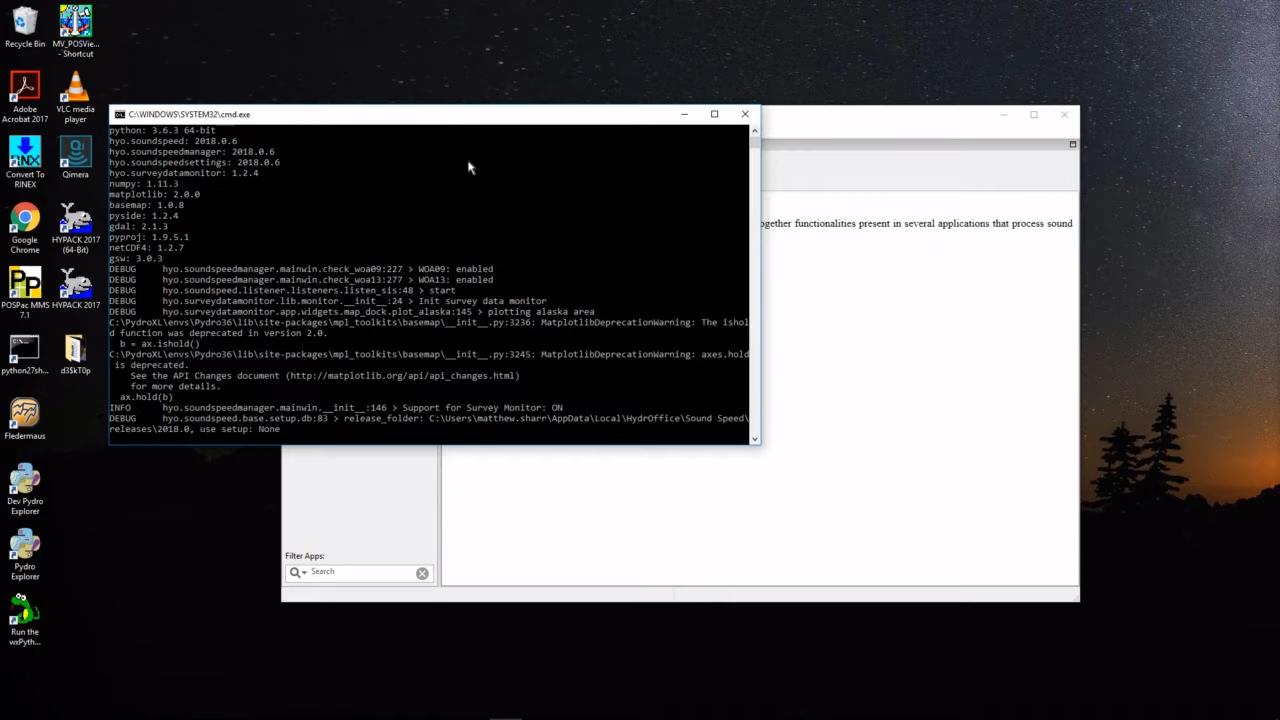 Recycle Bin
MV_POSVie...
- Shortcut
Adobe
Acrobat 2017
VLC media
player
RINX
Convert To
RINEX
Qimera
Google
Chrome
HYPACK 2017
(64-Bit)
PP
POSPac MMS
7.1
HYPACK 2017
python27sh...
d3$kT0p
Fledermaus
Dev Pydro
Explorer
Pydro
Explorer
Run the
wxPyth...
C:\WINDOWS\SYSTEM32\cmd.exe
python: 3.6.3 64-bit
hyo.soundspeed: 2018.0.6
hyo.soundspeedmanager: 2018.0.6
hyo.soundspeedsettings: 2018.0.6
hyo.surveydatamonitor: 1.2.4
numpy: 1.11.3
matplotlib: 2.0.0
basemap: 1.0.8
pyside: 1.2.4
gdal: 2.1.3
pyproj: 1.9.5.1
netCDF4: 1.2.7
gsw: 3.0.3
DEBUG hyo.soundspeedmanager.mainwin.check_woa09:227 > WOA09: enabled
DEBUG hyo.soundspeedmanager.mainwin.check_woa13:277 > WOA13: enabled
DEBUG hyo.soundspeed.listener.listeners.listen_sis:48 > start
DEBUG hyo.surveydatamonitor.lib.monitor.__init__:24 > Init survey data monitor
DEBUG hyo.surveydatamonitor.app.widgets.map_dock.plot_alaska:145 > plotting alaska area
C:\PydroXL\envs\Pydro36\lib\site-packages\mpl_toolkits\basemap\__init__.py:3236: MatplotlibDeprecationWarning: The ishol
d function was deprecated in version 2.0.
b = ax.ishold()
C:\PydroXL\envs\Pydro36\lib\site-packages\mpl_toolkits\basemap\__init__.py:3245: MatplotlibDeprecationWarning: axes.hold
is deprecated.
See the API Changes document (http://matplotlib.org/api/api_changes.html)
for more details.
ax.hold(b)
INFO hyo.soundspeedmanager.mainwin.__init__:146 > Support for Survey Monitor: ON
DEBUG hyo.soundspeed.base.setup.db:83 > release_folder: C:\Users\matthew.sharr\AppData\Local\HydrOffice\Sound Speed\
releases\2018.0, use setup: None
ogether functionalities present in several applications that process sound
Filter Apps:
Search